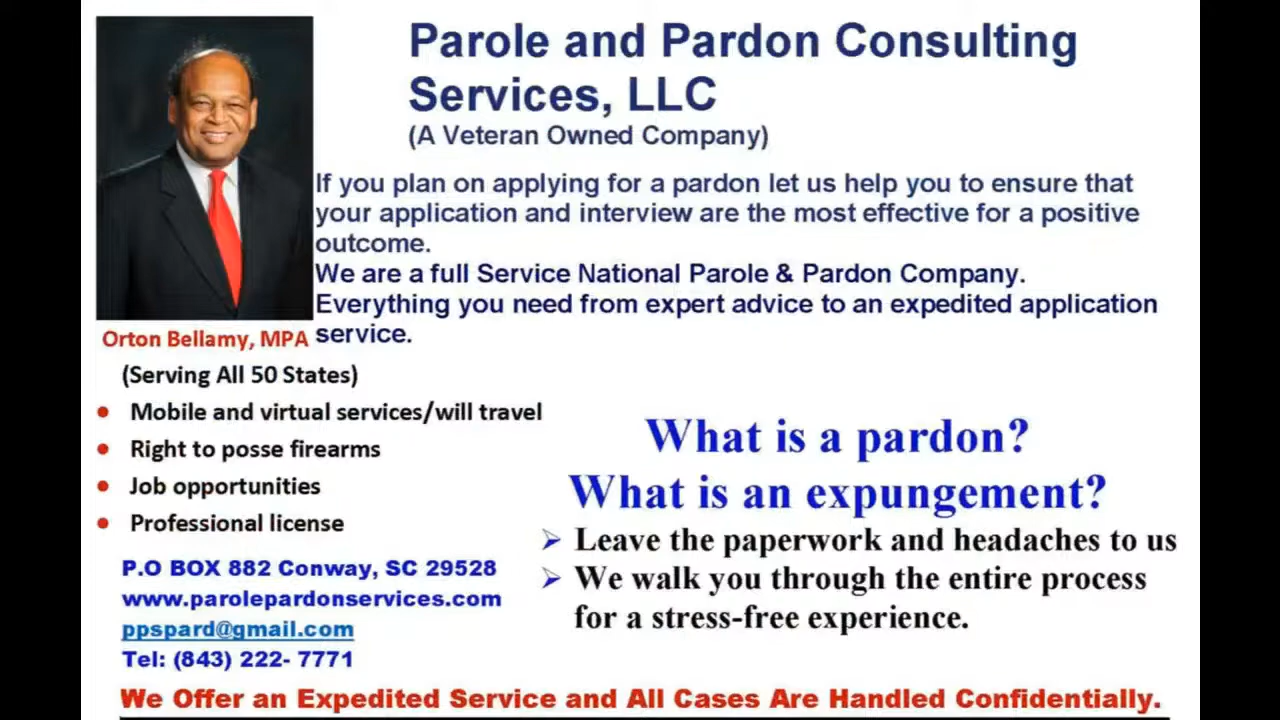 Parole and Pardon Consulting
Services, LLC
(A Veteran Owned Company)
If you plan on applying for a pardon let us help you to ensure that
your application and interview are the most effective for a positive
outcome.
We are a full Service National Parole & Pardon Company.
Everything you need from expert advice to an expedited application
service.
Orton Bellamy, MPA
(Serving All 50 States)
• Mobile and virtual services/will travel
• Right to posse firearms
• Job opportunities
• Professional license
P.O BOX 882 Conway, SC 29528
www.parolepardonservices.com
ppspard@gmail.com
Tel: (843) 222- 7771
What is a pardon?
What is an expungement?
➢ Leave the paperwork and headaches to us
➢ We walk you through the entire process
for a stress-free experience.
We Offer an Expedited Service and All Cases Are Handled Confidentially.